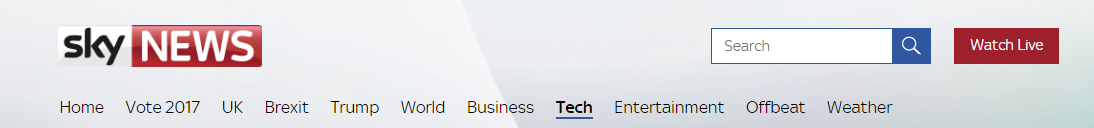 sky NEWS
Search
Watch Live
Home Vote 2017 UK Brexit Trump World Business Tech Entertainment Offbeat Weather